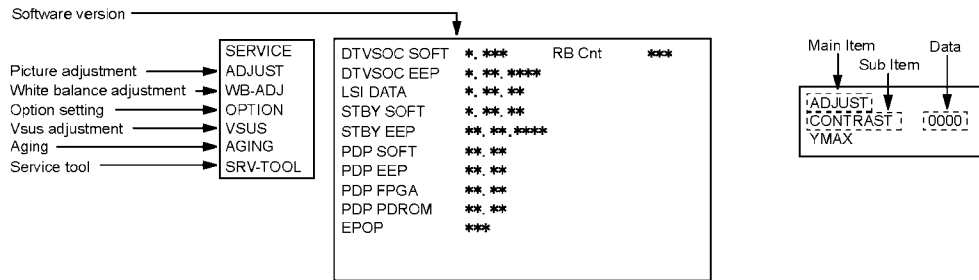 Software version
SERVICE
Picture adjustment ADJUST
White balance adjustment WB-ADJ
Option setting OPTION
Vsus adjustment VSUS
Aging AGING
Service tool SRV-TOOL
DTVSOC SOFT *. *** RB Cnt ***
DTVSOC EEP *. **. ****
LSI DATA *. **. **
STBY SOFT *. **. **
STBY EEP **. **. ****
PDP SOFT **. **
PDP EEP **. **
PDP FPGA **. **
PDP PDROM **. **
EPOP ***
Main Item Data
Sub Item
ADJUST
CONTRAST 0000
YMAX